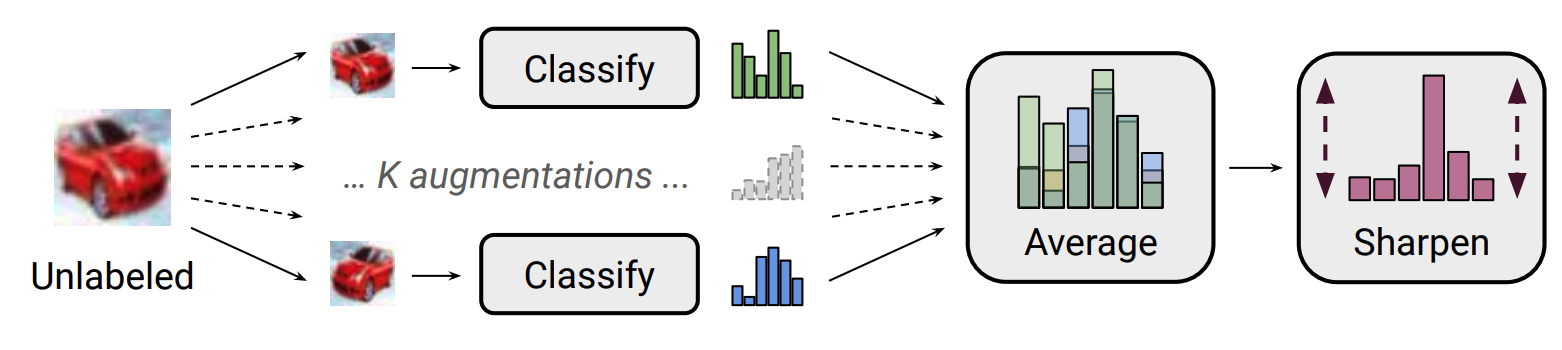 Classify
... K augmentations ...
Unlabeled
Classify
Average
Sharpen